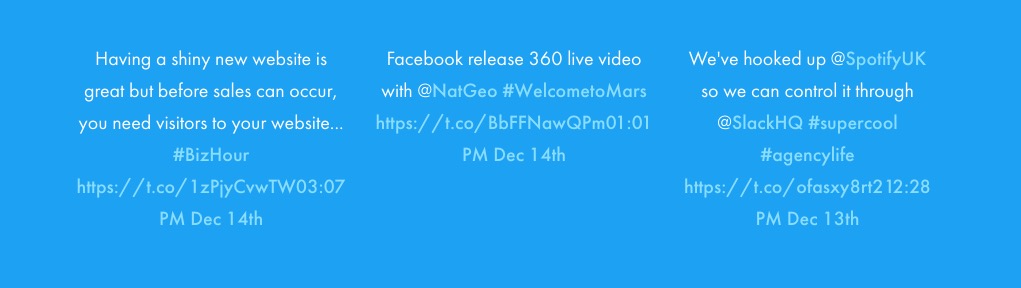 Having a shiny new website is
great but before sales can occur,
you need visitors to your website...
#BizHour
https://t.co/1zPjyCvwTW03:07
PM Dec 14th
Facebook release 360 live video
with @NatGeo #WelcometoMars
https://t.co/BbFFNawQPm01:01
PM Dec 14th
We've hooked up @SpotifyUK
so we can control it through
@SlackHQ #supercool
#agencylife
https://t.co/ofasxy8rt212:28
PM Dec 13th